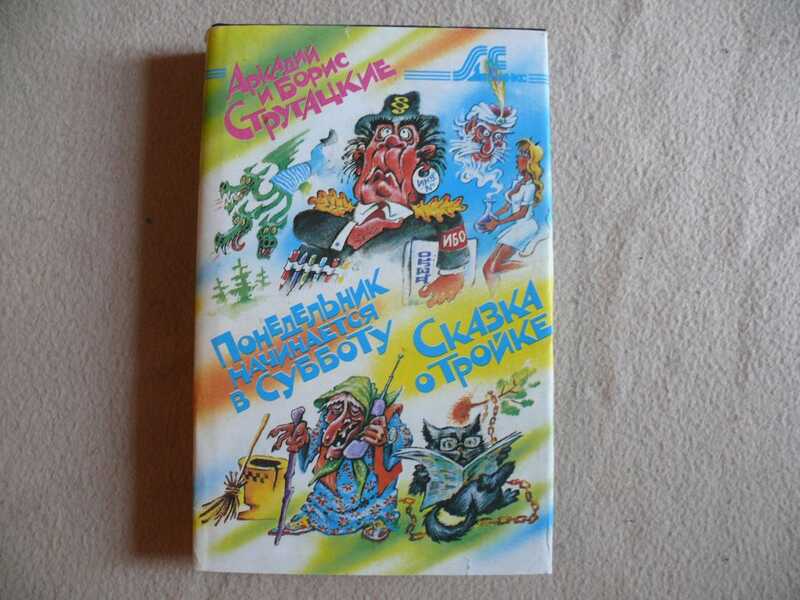 Аркадий
и Борис
Стругацкие
ИБО
Понедельник
начинается
в субботу
Сказка
о Тройке